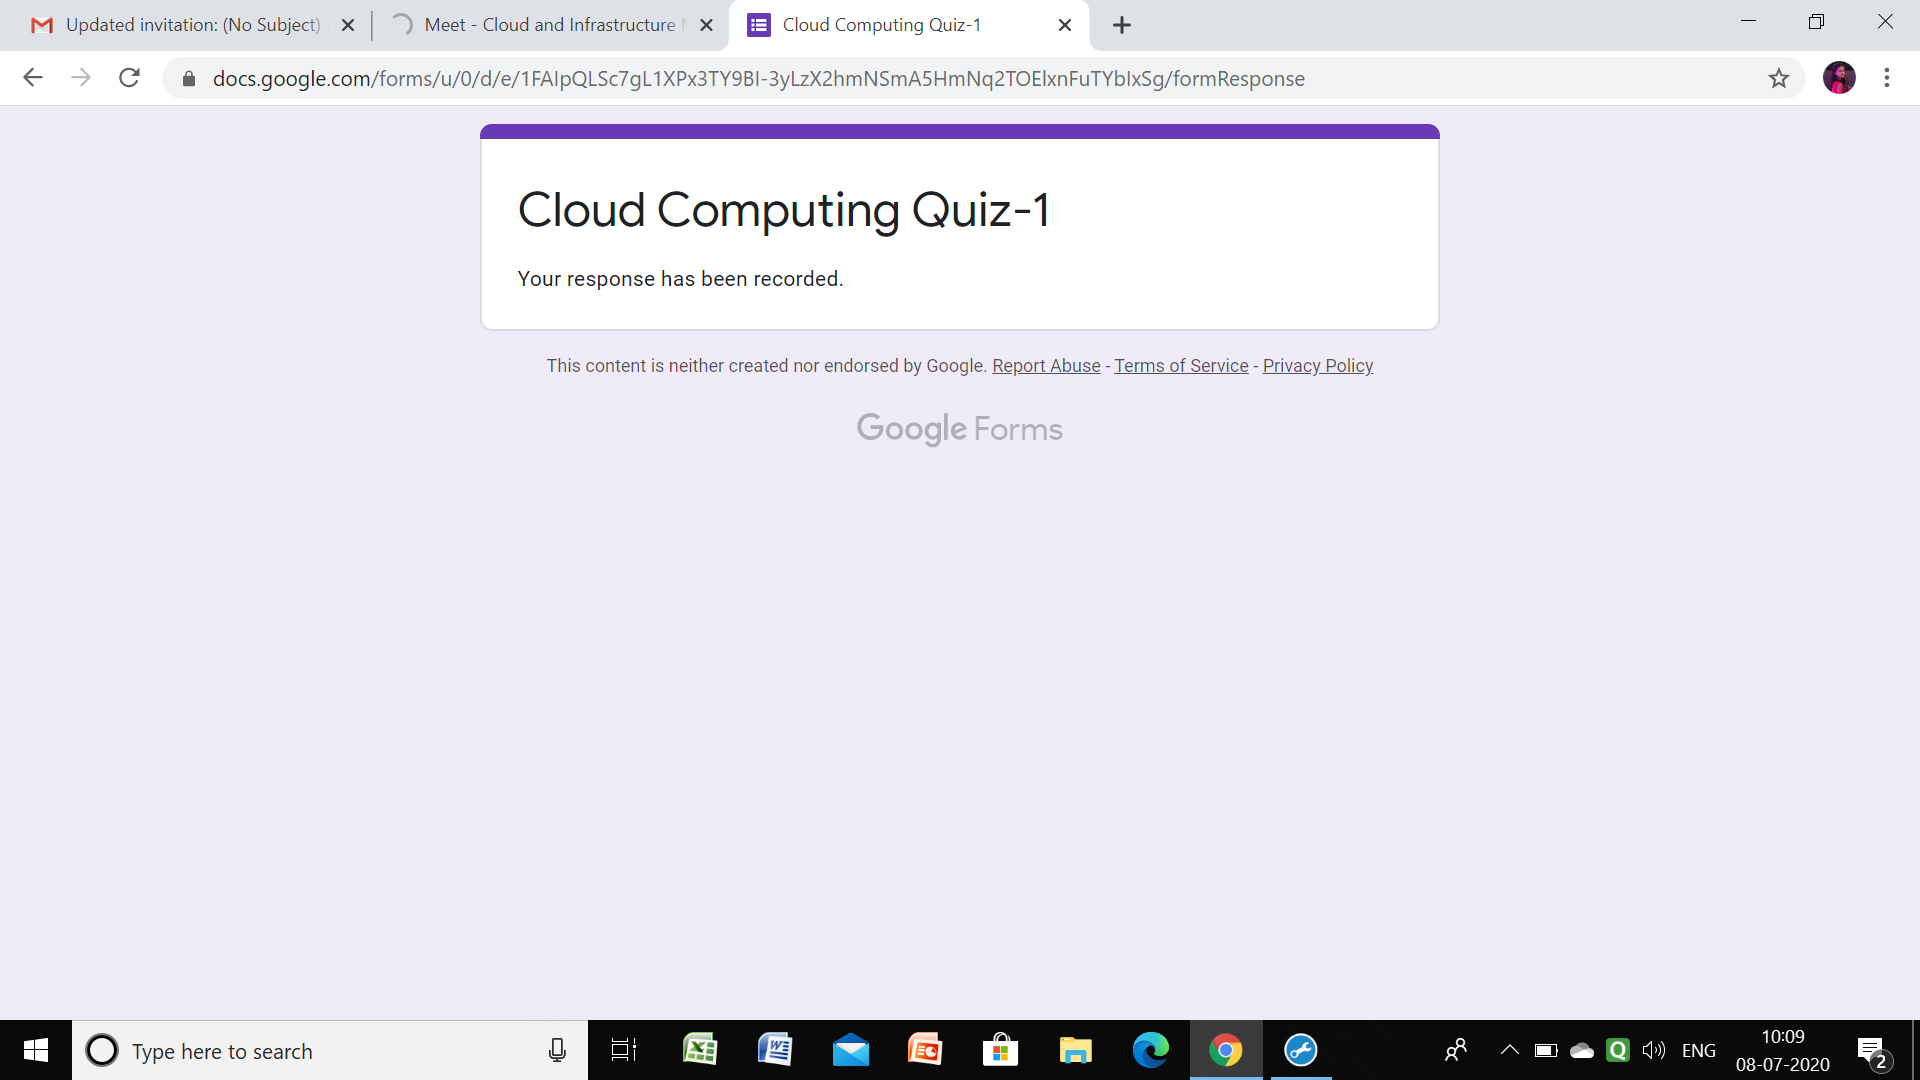 Updated invitation: (No Subject)
Meet - Cloud and Infrastructure
Cloud Computing Quiz-1
docs.google.com/forms/u/0/d/e/1FAIpQLSc7gL1XPx3TY9BI-3yLzX2hmNSmA5HmNq2TOElxnFuTYbIxSg/formResponse
Cloud Computing Quiz-1
Your response has been recorded.
This content is neither created nor endorsed by Google. Report Abuse - Terms of Service - Privacy Policy
Google Forms
Type here to search
ENG
10:09
08-07-2020
2